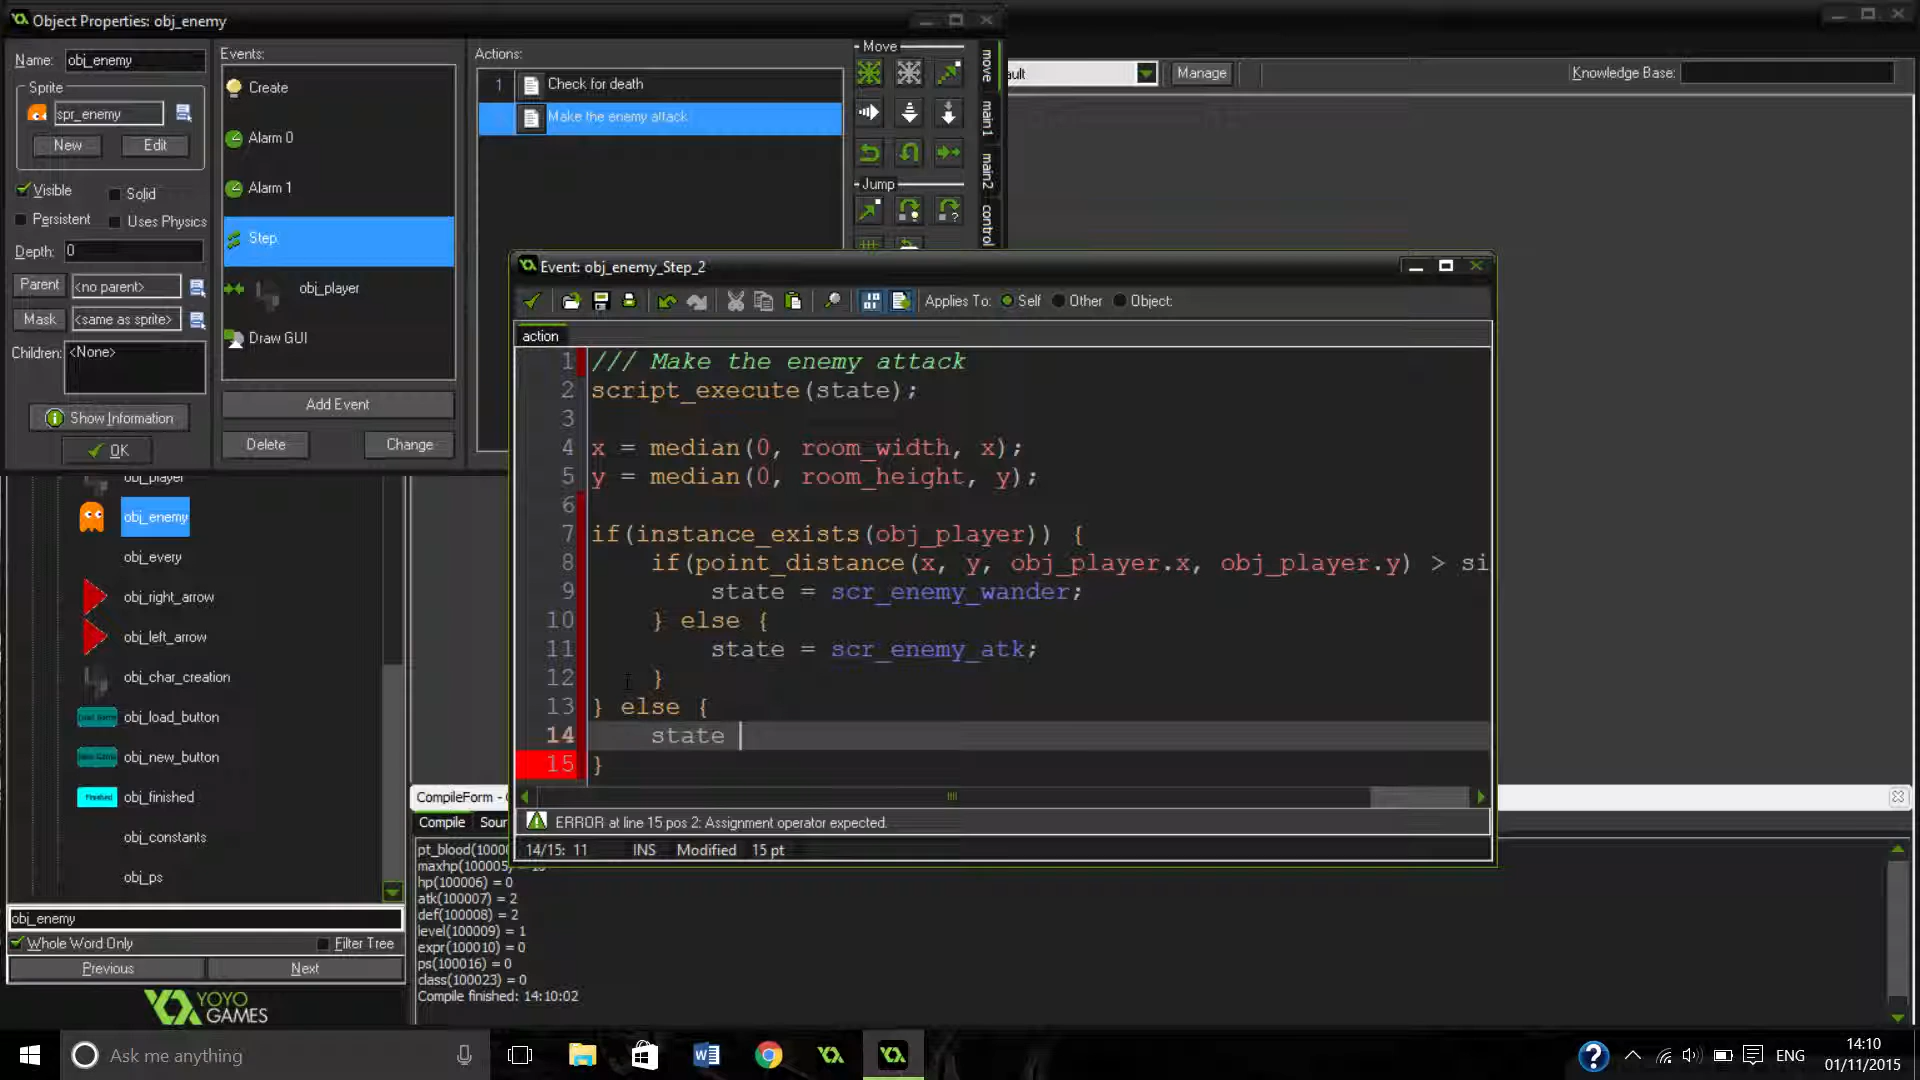 Object Properties: obj_enemy
Name: obj_enemy
Sprite
spr_enemy
New Edit
Visible Solid
Persistent Uses Physics
Depth: 0
Parent <no parent>
Mask <same as sprite>
Children: <None>
Show Information
OK
Events:
Create
Alarm 0
Alarm 1
Step
obj_player
Draw GUI
Add Event
Delete Change
Actions:
1 Check for death
Make the enemy attack
Move
Jump
move
main1
main2
control
ault
Manage
Knowledge Base:
Event: obj_enemy_Step_2
Applies To: Self Other Object:
action
1 /// Make the enemy attack
2 script_execute(state);
3
4 x = median(0, room_width, x);
5 y = median(0, room_height, y);
6
7 if(instance_exists(obj_player)) {
8 if(point_distance(x, y, obj_player.x, obj_player.y) > si
9 state = scr_enemy_wander;
10 } else {
11 state = scr_enemy_atk;
12 }
13 } else {
14 state
15 }
ERROR at line 15 pos 2: Assignment operator expected.
14/15: 11 INS Modified 15 pt
obj_player
obj_enemy
obj_every
obj_right_arrow
obj_left_arrow
obj_char_creation
obj_load_button
obj_new_button
Finished obj_finished
obj_constants
obj_ps
obj_enemy
Whole Word Only Filter Tree
Previous Next
YOYO
GAMES
CompileForm -
Compile Sour
pt_blood(1000
maxhp(100005)
hp(100006) = 0
atk(100007) = 2
def(100008) = 2
level(100009) = 1
expr(100010) = 0
ps(100016) = 0
class(100023) = 0
Compile finished: 14:10:02
Ask me anything
ENG
14:10
01/11/2015